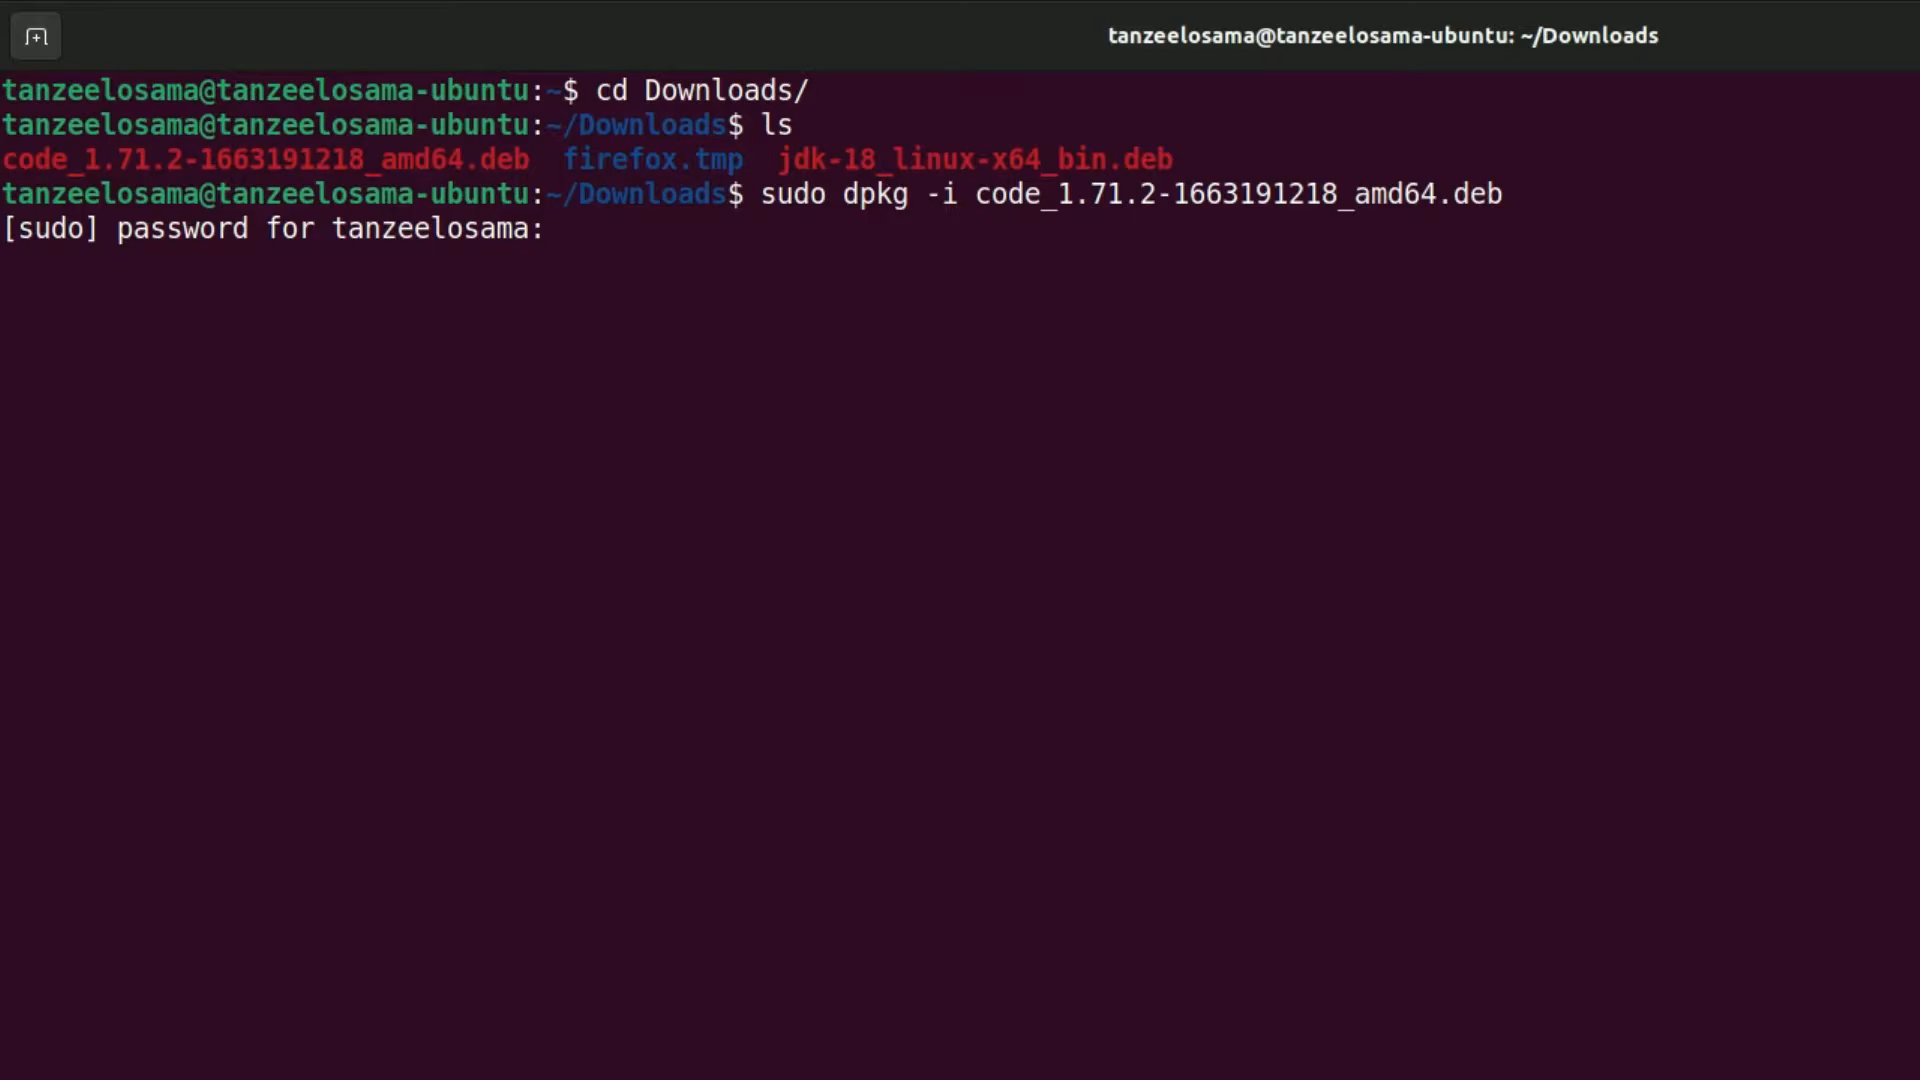 tanzeelosama@tanzeelosama-ubuntu: ~/Downloads
tanzeelosama@tanzeelosama-ubuntu:~$ cd Downloads/
tanzeelosama@tanzeelosama-ubuntu:~/Downloads$ ls
code_1.71.2-1663191218_amd64.deb  firefox.tmp  jdk-18_linux-x64_bin.deb
tanzeelosama@tanzeelosama-ubuntu:~/Downloads$ sudo dpkg -i code_1.71.2-1663191218_amd64.deb
[sudo] password for tanzeelosama: